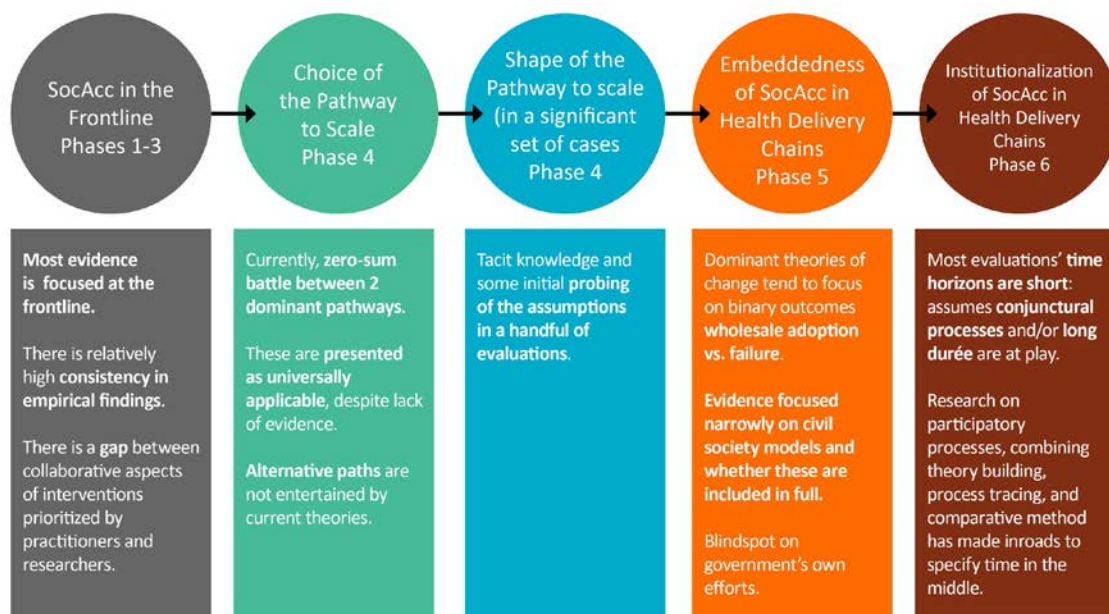 SocAcc in the
Frontline
Phases 1-3
Choice of
the Pathway
to Scale
Phase 4
Shape of the
Pathway to scale
(in a significant
set of cases
Phase 4
Embeddedness
of SocAcc in
Health Delivery
Chains
Phase 5
Institutionalization
of SocAcc in
Health Delivery
Chains
Phase 6
Most evidence
is focused at the
frontline.
There is relatively
high consistency in
empirical findings.
There is a gap between
collaborative aspects
of interventions
prioritized by
practitioners and
researchers.
Currently, zero-sum
battle between 2
dominant pathways.
These are presented
as universally
applicable, despite lack
of evidence.
Alternative paths are
not entertained by
current theories.
Tacit knowledge and
some initial probing
of the assumptions
in a handful of
evaluations.
Dominant theories of
change tend to focus
on binary outcomes
wholesale adoption
vs. failure.
Evidence focused
narrowly on civil
society models and
whether these are
included in full.
Blindspot on
government's own
efforts.
Most evaluations' time
horizons are short:
assumes conjunctural
processes and/or long
durée are at play.
Research on
participatory
processes, combining
theory building,
process tracing, and
comparative method
has made inroads to
specify time in the
middle.